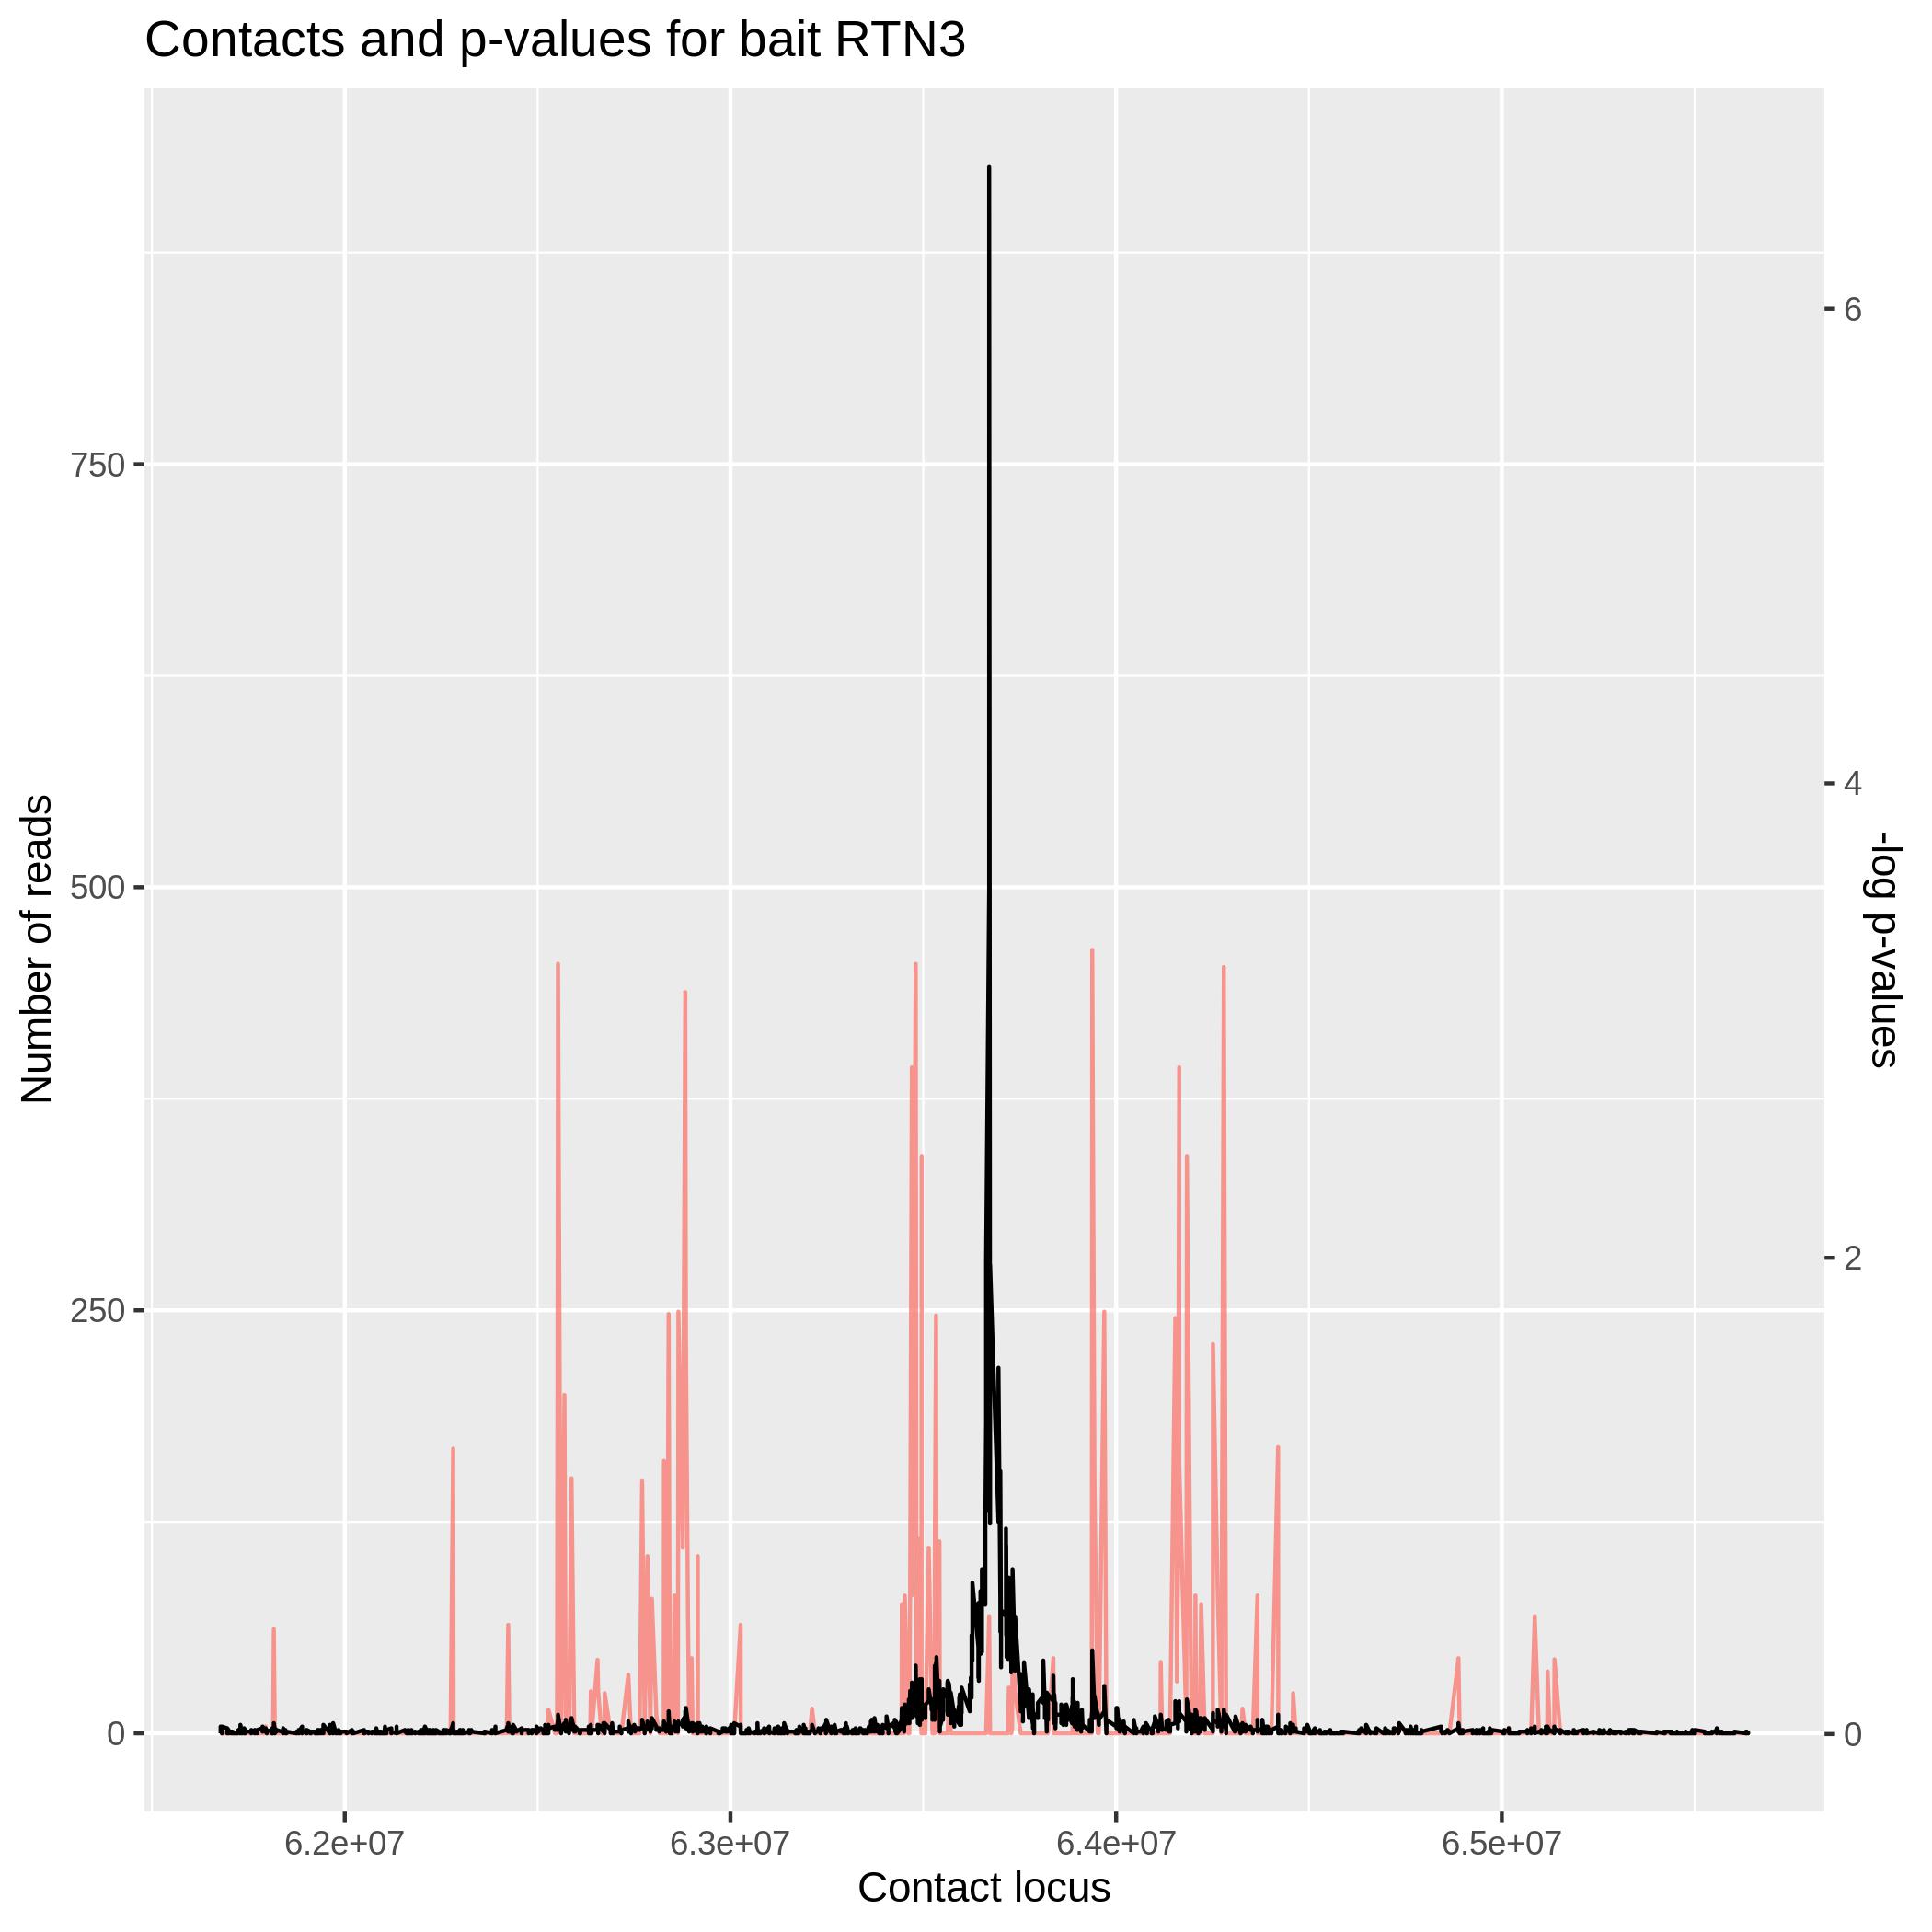 Contacts and p-values for bait RTN3
Number of reads
750
500
250
0
6
4
2
0
-log p-values
6.2e+07
6.3e+07
6.4e+07
6.5e+07
Contact locus